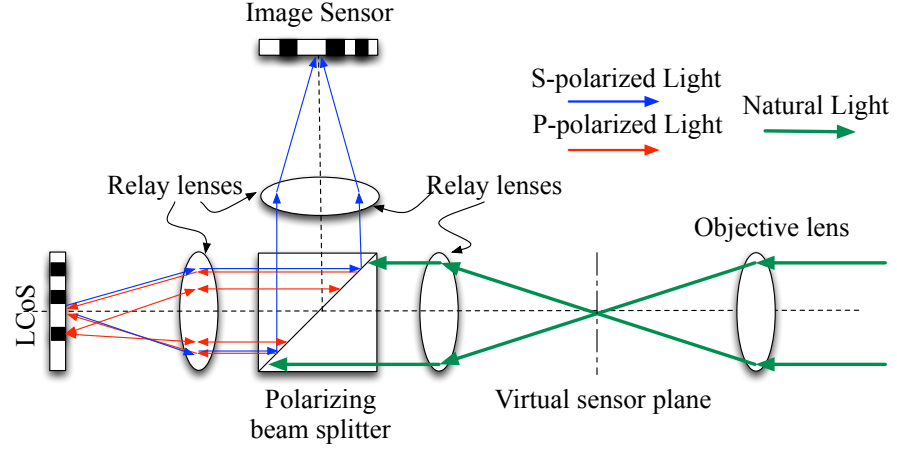 Image Sensor
S-polarized Light
P-polarized Light
Natural Light
Relay lenses
Relay lenses
Objective lens
LCoS
Polarizing
beam splitter
Virtual sensor plane